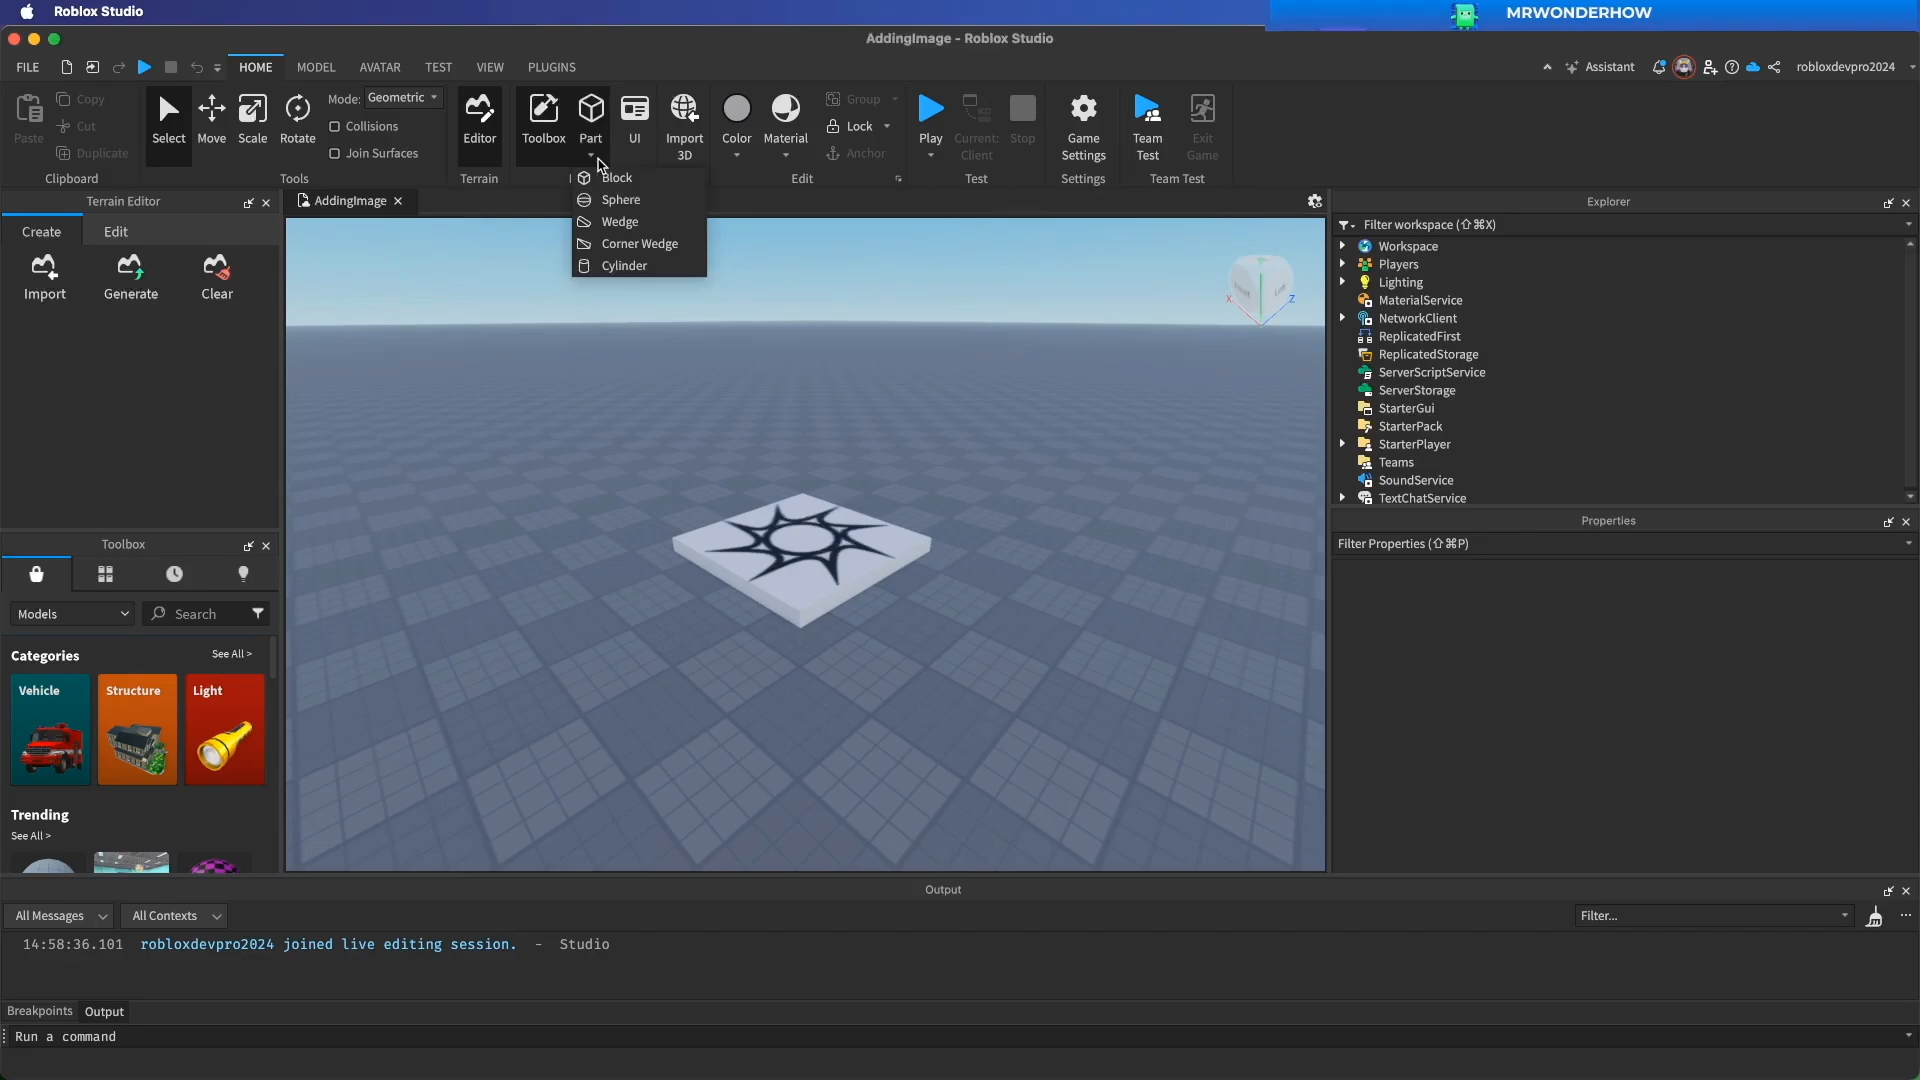 Roblox Studio
MRWONDERHOW
AddingImage - Roblox Studio
FILE
HOME
MODEL
AVATAR
TEST
VIEW
PLUGINS
Assistant
robloxdevpro2024
Paste
Copy
Cut
Duplicate
Clipboard
Select
Move
Scale
Rotate
Mode: Geometric
Collisions
Join Surfaces
Tools
Editor
Terrain
Toolbox
Part
UI
Import
3D
Color
Material
Group
Lock
Anchor
Edit
Play
Current:
Client
Stop
Test
Game
Settings
Settings
Team
Test
Exit
Game
Team Test
Block
Sphere
Wedge
Corner Wedge
Cylinder
Terrain Editor
Create
Edit
Import
Generate
Clear
AddingImage
X
Z
Explorer
Filter workspace (⇧⌘X)
Workspace
Players
Lighting
MaterialService
NetworkClient
ReplicatedFirst
ReplicatedStorage
ServerScriptService
ServerStorage
StarterGui
StarterPack
StarterPlayer
Teams
SoundService
TextChatService
Properties
Filter Properties (⇧⌘P)
Toolbox
Models
Search
Categories
See All >
Vehicle
Structure
Light
Trending
See All >
Output
All Messages
All Contexts
Filter...
14:58:36.101 robloxdevpro2024 joined live editing session. - Studio
Breakpoints
Output
Run a command